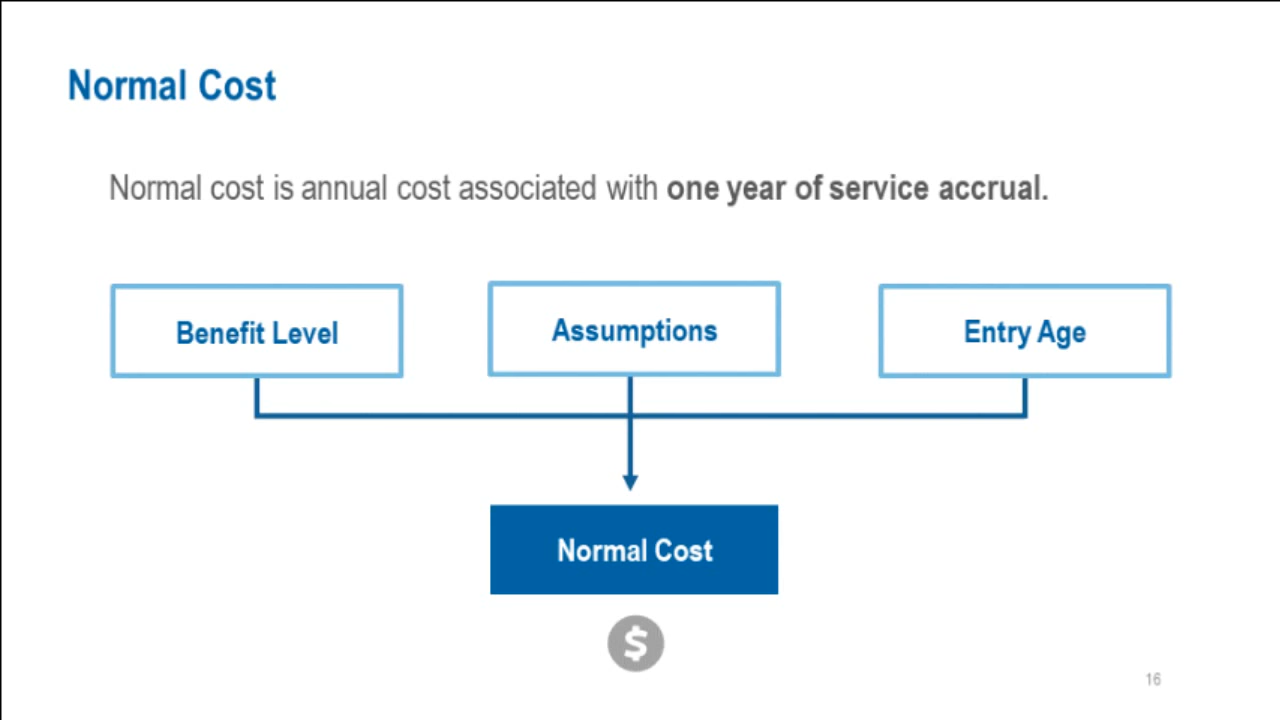 Normal Cost
Normal cost is annual cost associated with one year of service accrual.
Benefit Level
Assumptions
Entry Age
Normal Cost
$
16